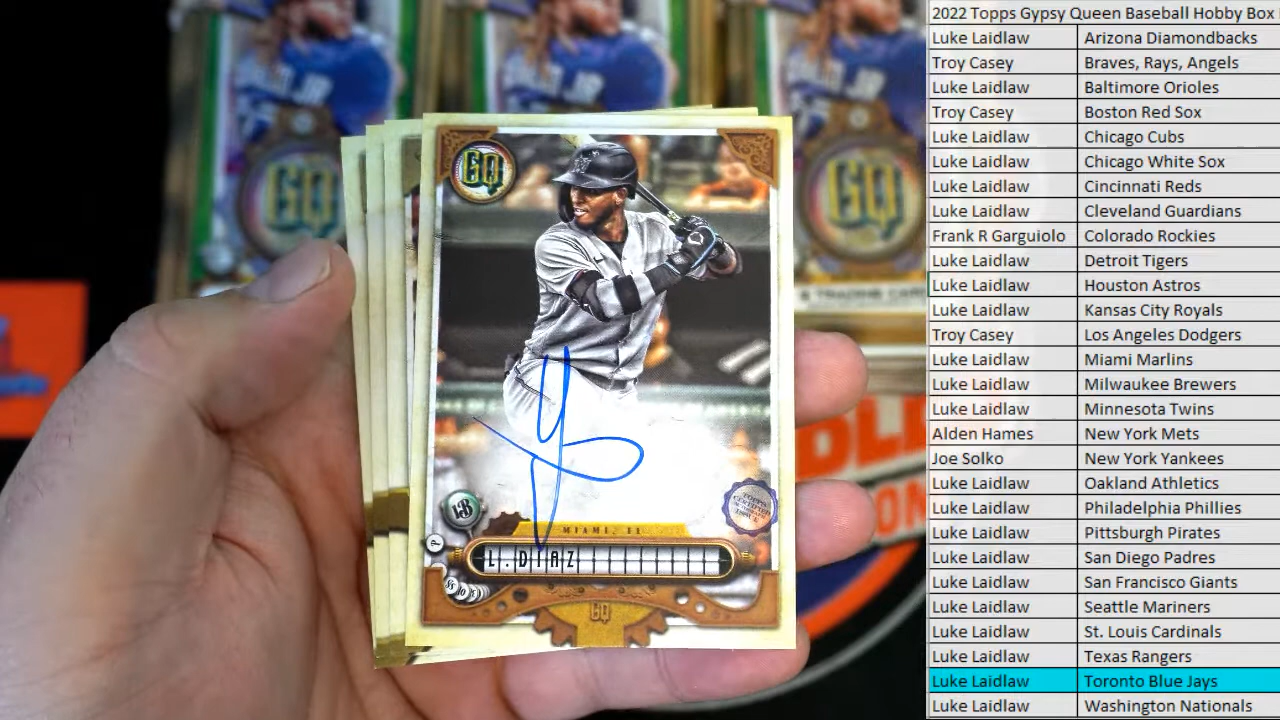 GQ
MIAMI, FL
1B
TOPPS
CERTIFIED
ISSUE
P
L. DIAZ
GQ
2022 Topps Gypsy Queen Baseball Hobby Box
Luke Laidlaw Arizona Diamondbacks
Troy Casey Braves, Rays, Angels
Luke Laidlaw Baltimore Orioles
Troy Casey Boston Red Sox
Luke Laidlaw Chicago Cubs
Luke Laidlaw Chicago White Sox
Luke Laidlaw Cincinnati Reds
Luke Laidlaw Cleveland Guardians
Frank R Garguiolo Colorado Rockies
Luke Laidlaw Detroit Tigers
Luke Laidlaw Houston Astros
Luke Laidlaw Kansas City Royals
Troy Casey Los Angeles Dodgers
Luke Laidlaw Miami Marlins
Luke Laidlaw Milwaukee Brewers
Luke Laidlaw Minnesota Twins
Alden Hames New York Mets
Joe Solko New York Yankees
Luke Laidlaw Oakland Athletics
Luke Laidlaw Philadelphia Phillies
Luke Laidlaw Pittsburgh Pirates
Luke Laidlaw San Diego Padres
Luke Laidlaw San Francisco Giants
Luke Laidlaw Seattle Mariners
Luke Laidlaw St. Louis Cardinals
Luke Laidlaw Texas Rangers
Luke Laidlaw Toronto Blue Jays
Luke Laidlaw Washington Nationals